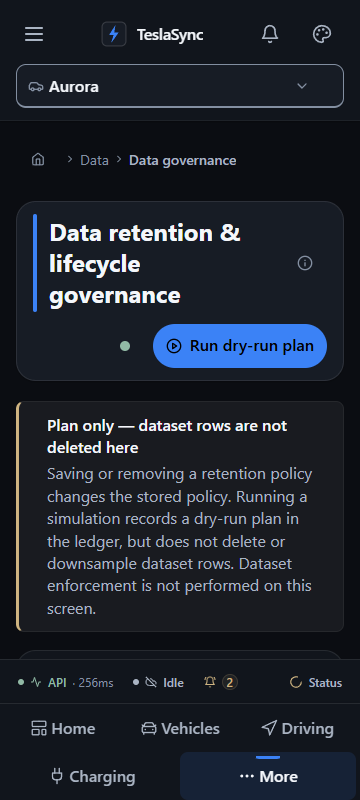 TeslaSync
Aurora
Data
Data governance
Data retention &
lifecycle
governance
Run dry-run plan
Plan only — dataset rows are not
deleted here
Saving or removing a retention policy
changes the stored policy. Running a
simulation records a dry-run plan in
the ledger, but does not delete or
downsample dataset rows. Dataset
enforcement is not performed on this
screen.
API · 256ms
Idle
2
Status
Home
Vehicles
Driving
Charging
More